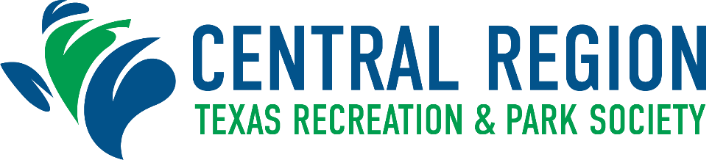 CENTRAL REGION
TEXAS RECREATION & PARK SOCIETY